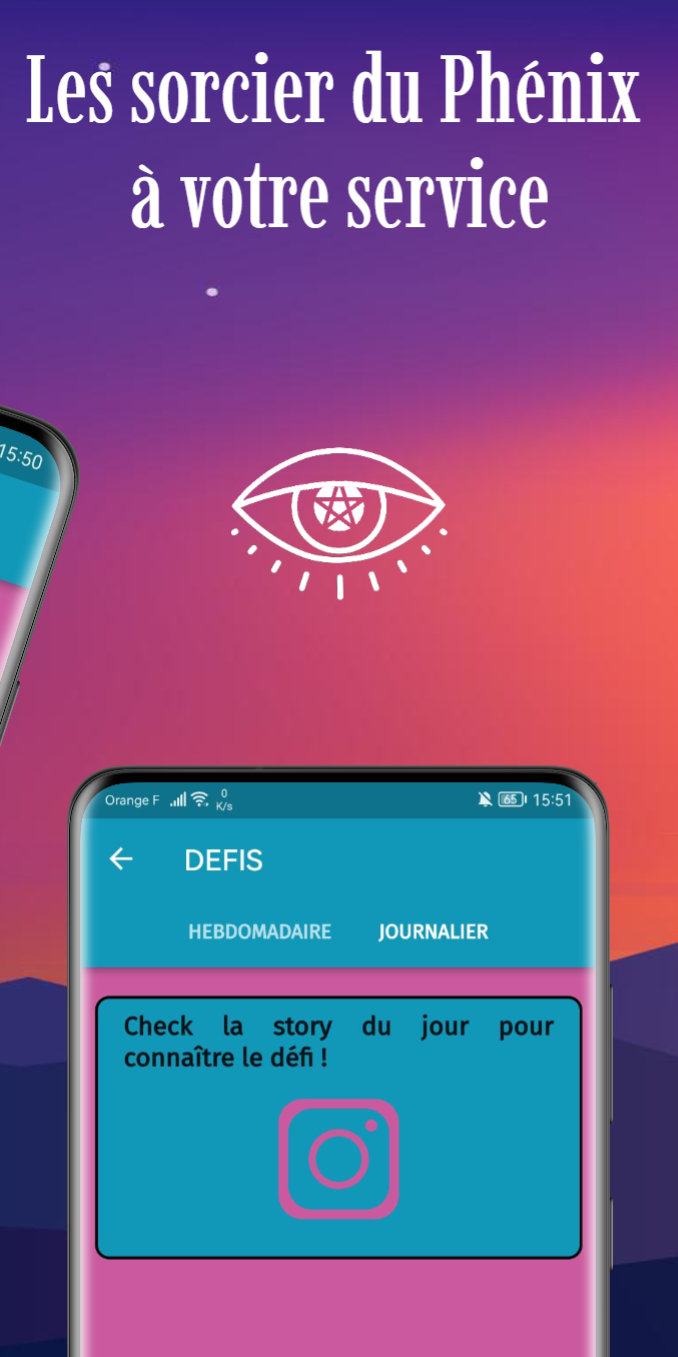 Les sorcier du Phénix
à votre service
15:50
Orange F 0 K/s 65 15:51
DEFIS
HEBDOMADAIRE JOURNALIER
Check la story du jour pour
connaître le défi !